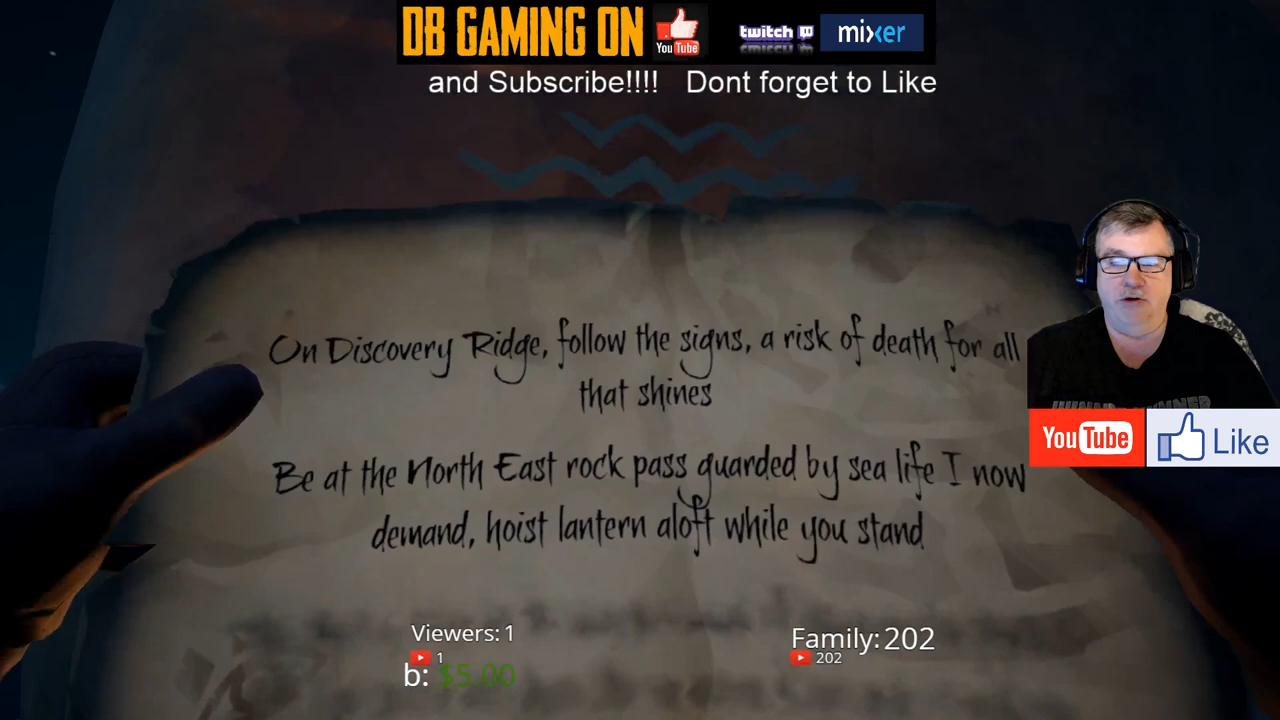 DB GAMING ON
You Tube
twitch
mixer
and Subscribe!!!! Dont forget to Like
On Discovery Ridge, follow the signs, a risk of death for all
that shines
Be at the North East rock pass guarded by sea life I now
demand, hoist lantern aloft while you stand
YouTube
Like
Viewers: 1
1
b: $5.00
Family: 202
202